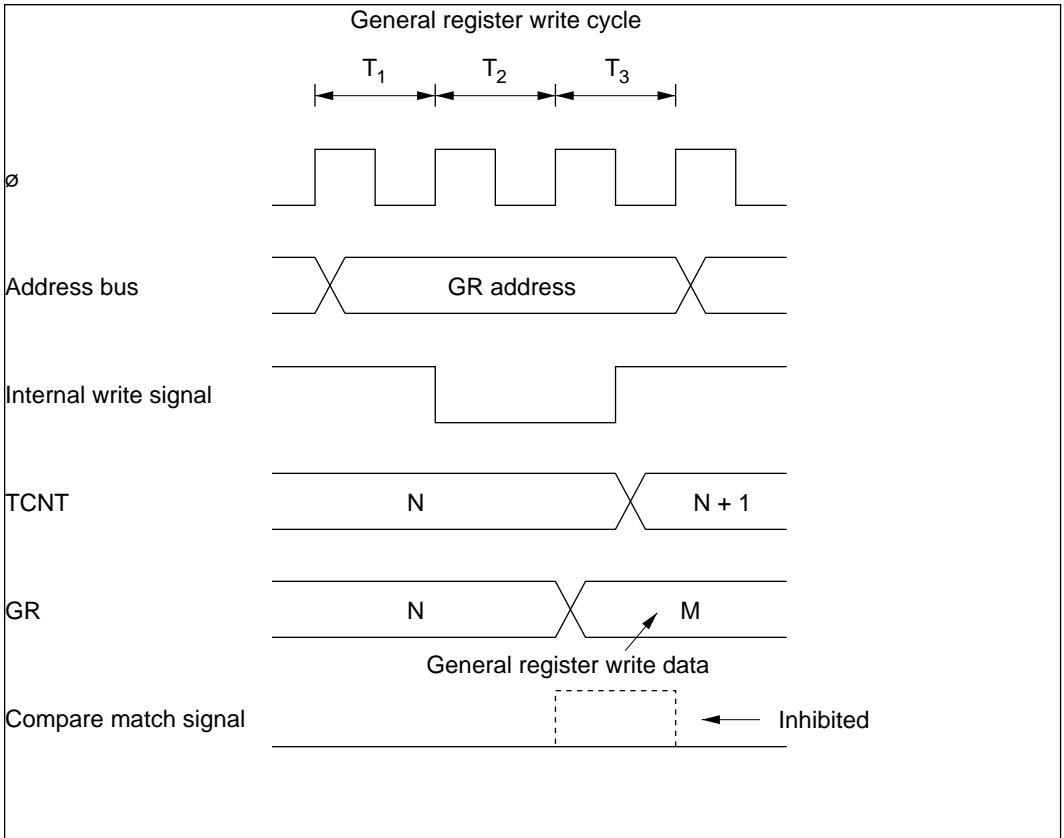 General register write cycle
T1 T2 T3
ø
Address bus GR address
Internal write signal
TCNT N N + 1
GR N M
General register write data
Compare match signal Inhibited